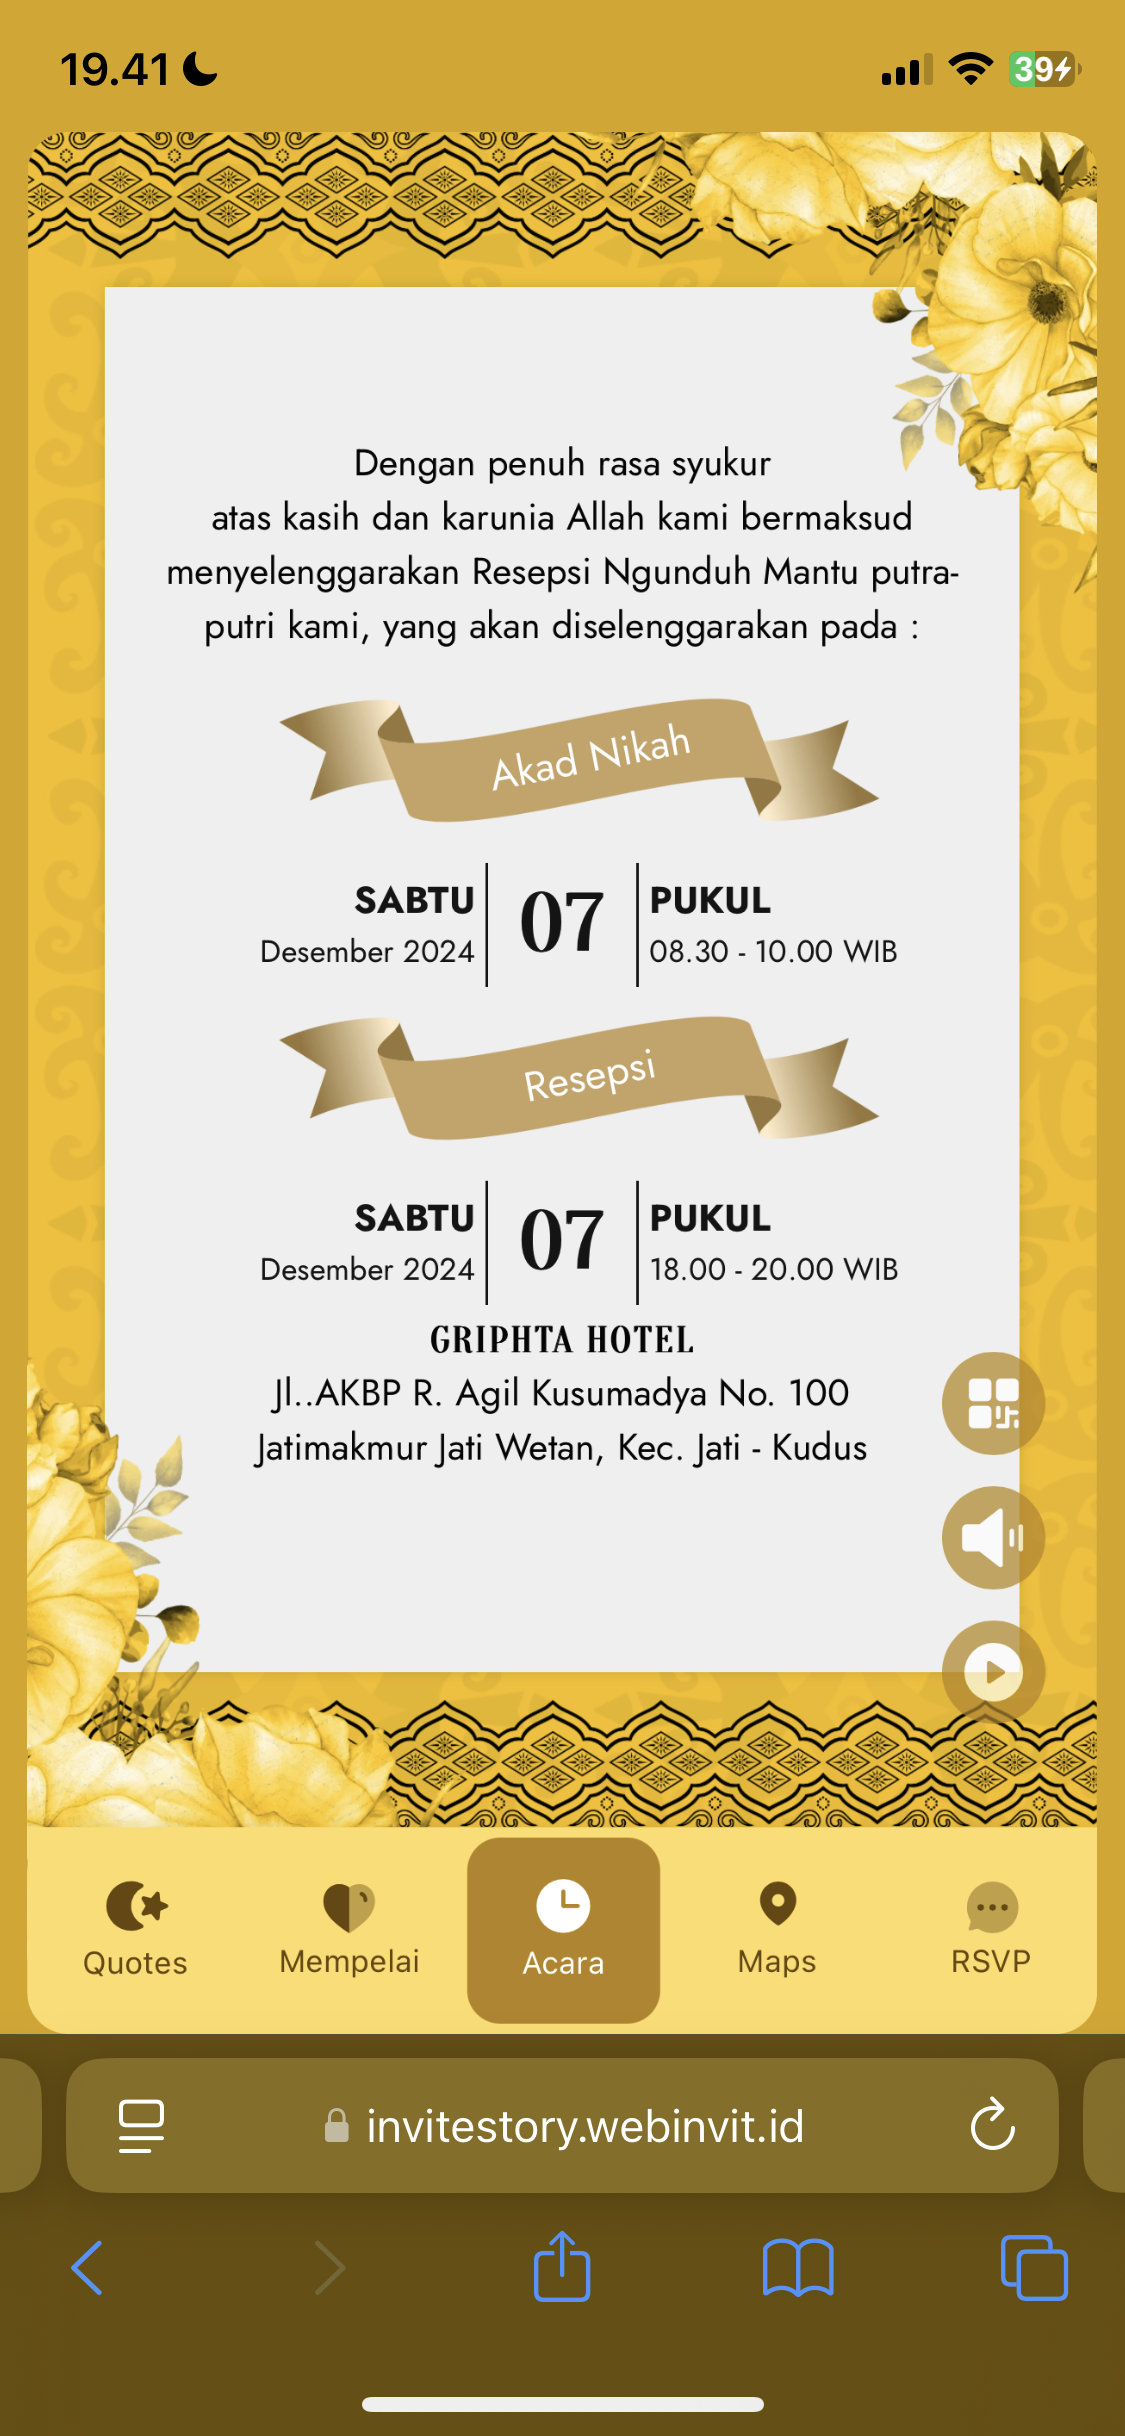 19.41
39
Dengan penuh rasa syukur
atas kasih dan karunia Allah kami bermaksud
menyelenggarakan Resepsi Ngunduh Mantu putra-
putri kami, yang akan diselenggarakan pada :
Akad Nikah
SABTU
Desember 2024
07
PUKUL
08.30 - 10.00 WIB
Resepsi
SABTU
Desember 2024
07
PUKUL
18.00 - 20.00 WIB
GRIPHTA HOTEL
Jl..AKBP R. Agil Kusumadya No. 100
Jatimakmur Jati Wetan, Kec. Jati - Kudus
Quotes
Mempelai
Acara
Maps
RSVP
invitestory.webinvit.id